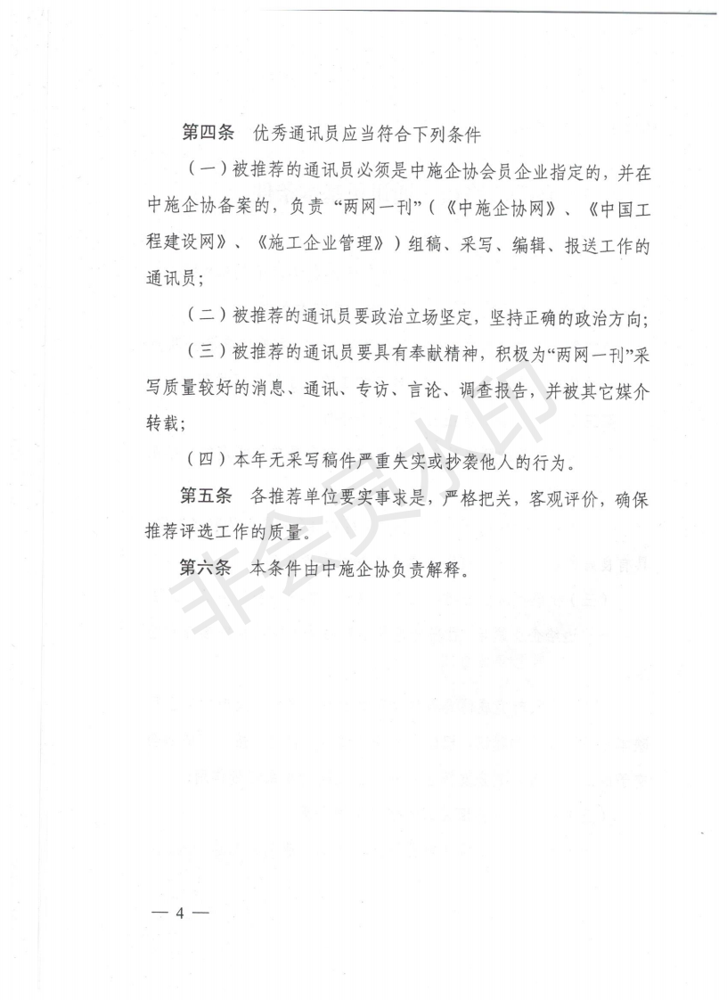 第四条 优秀通讯员应当符合下列条件
（一）被推荐的通讯员必须是中施企协会员企业指定的，并在
中施企协备案的，负责 “两网一刊”（《中施企协网》、《中国工
程建设网》、《施工企业管理》）组稿、采写、编辑、报送工作的
通讯员；
（二）被推荐的通讯员要政治立场坚定，坚持正确的政治方向；
（三）被推荐的通讯员要具有奉献精神，积极为“两网一刊”采
写质量较好的消息、通讯、专访、言论、调查报告，并被其它媒介
转载；
（四）本年无采写稿件严重失实或抄袭他人的行为。
第五条 各推荐单位要实事求是，严格把关，客观评价，确保
推荐评选工作的质量。
第六条 本条件由中施企协负责解释。
非会员水印
— 4 —